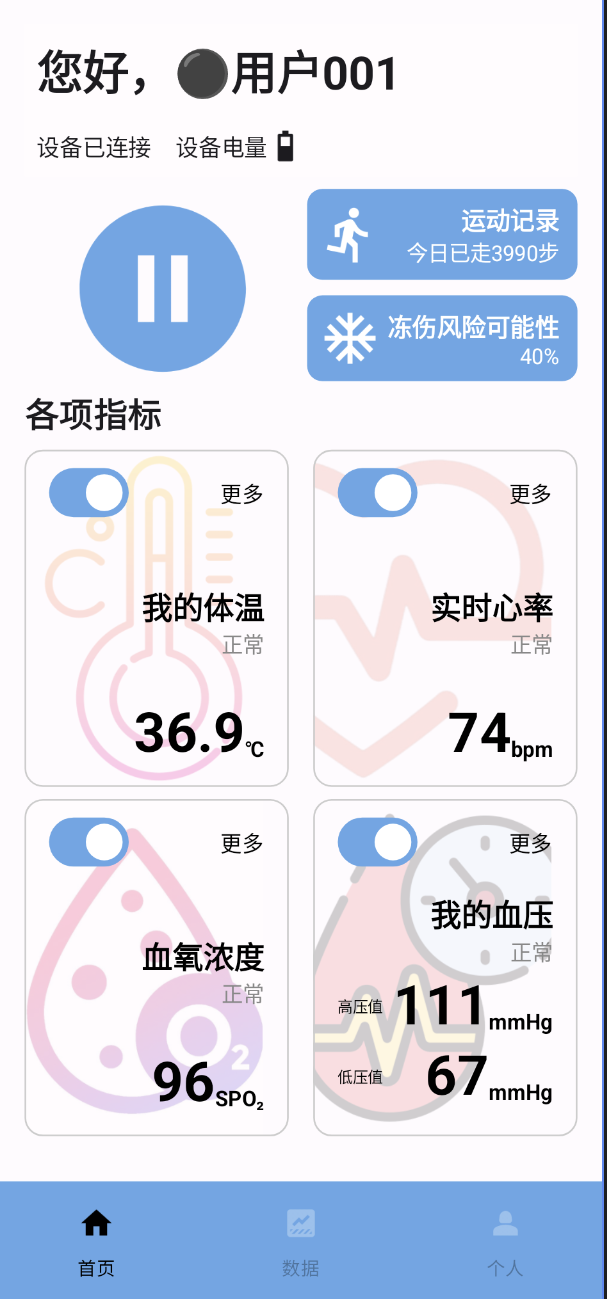 您好，⚫用户001
设备已连接 设备电量
运动记录
今日已走3990步
冻伤风险可能性
40%
各项指标
更多
我的体温
正常
36.9℃
更多
实时心率
正常
74bpm
更多
血氧浓度
正常
96SPO₂
更多
我的血压
正常
高压值 111mmHg
低压值 67mmHg
首页
数据
个人